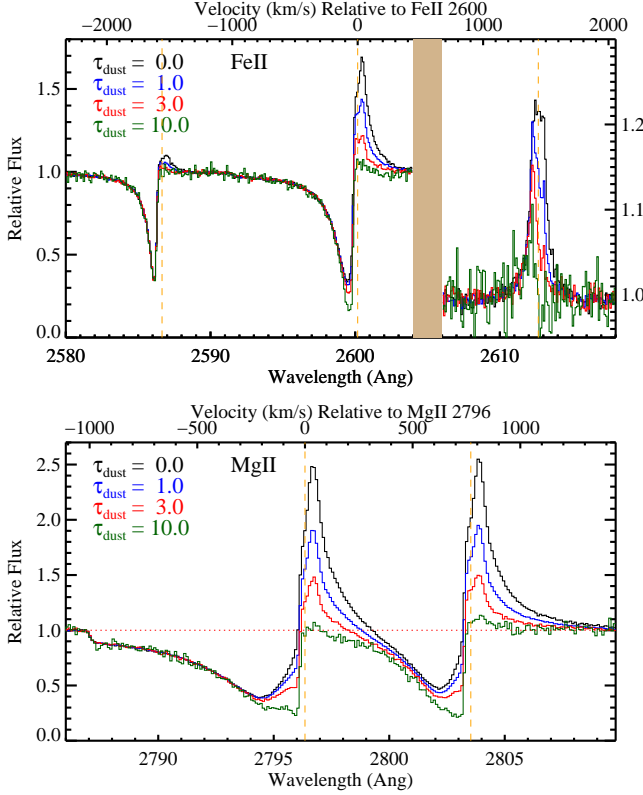 Velocity (km/s) Relative to FeII 2600
−2000 −1000 0 1000 2000
τdust = 0.0 FeII
τdust = 1.0
τdust = 3.0
τdust = 10.0
1.5
1.0
0.5
0.0
Relative Flux
1.2
1.1
1.0
2580 2590 2600 2610
Wavelength (Ang)
Velocity (km/s) Relative to MgII 2796
−1000 −500 0 500 1000
τdust = 0.0 MgII
τdust = 1.0
τdust = 3.0
τdust = 10.0
2.5
2.0
1.5
1.0
0.5
0.0
Relative Flux
2790 2795 2800 2805
Wavelength (Ang)